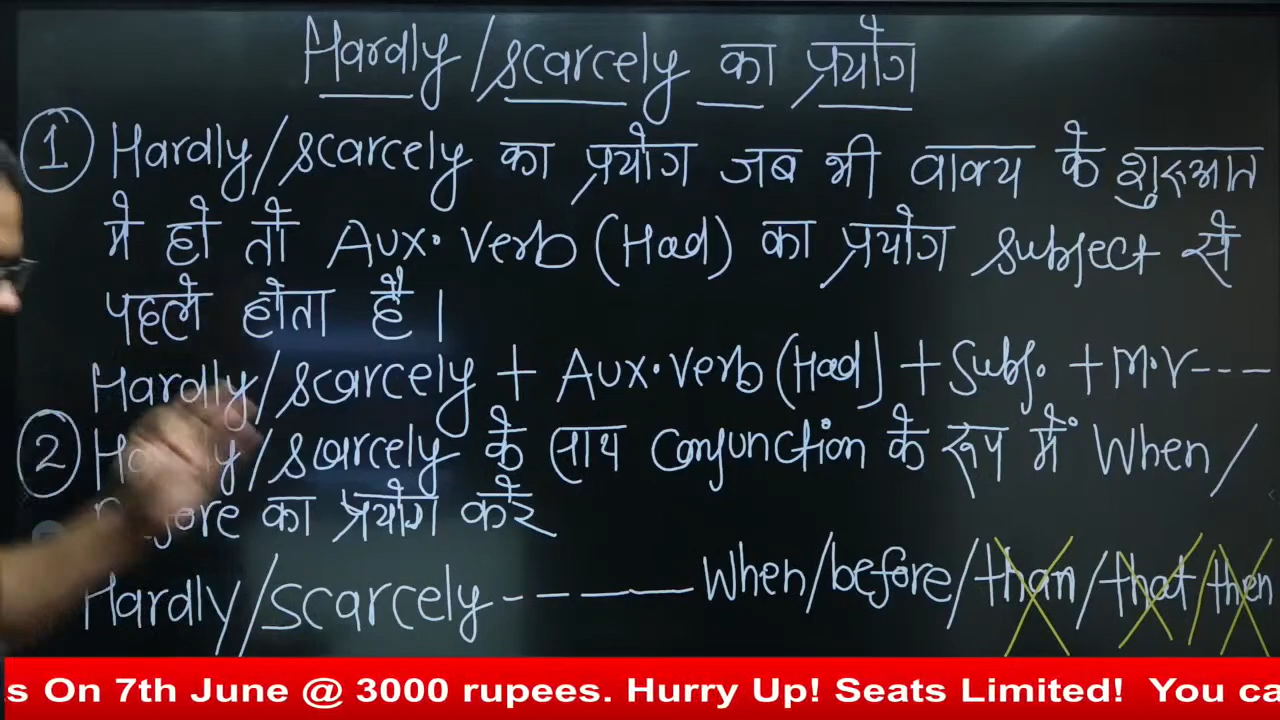 Hardly/scarcely का प्रयोग
① Hardly/scarcely का प्रयोग जब भी वाक्य के शुरूआत
मे हो तो Aux. Verb (Had) का प्रयोग subject से
पहले होता है।
Hardly/scarcely + Aux. Verb (Had) + Subj. + M.V----
② Hardly/scarcely के साथ Conjunction के रूप में When/
का प्रयोग करे
Hardly/scarcely ------- When/before/than/that/then
s On 7th June @ 3000 rupees. Hurry Up! Seats Limited! You ca